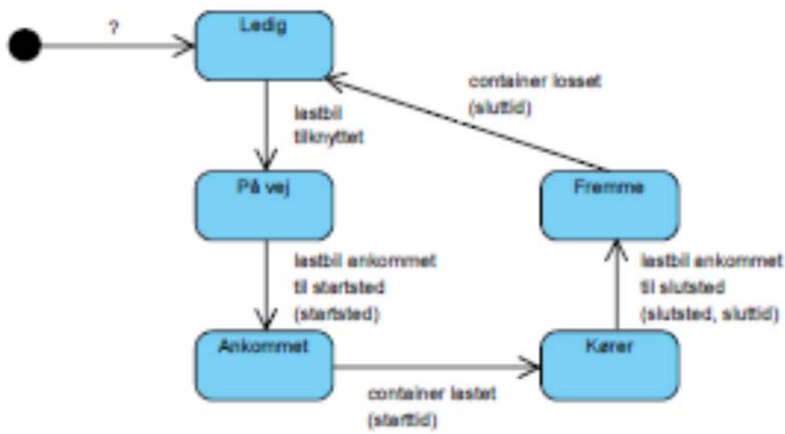 ?
Ledig
container losset
(sluttid)
lastbil
tilknyttet
På vej
Fremme
lastbil ankommet
til startsted
(startsted)
lastbil ankommet
til slutsted
(slutsted, sluttid)
Ankommet
Kører
container lastet
(starttid)